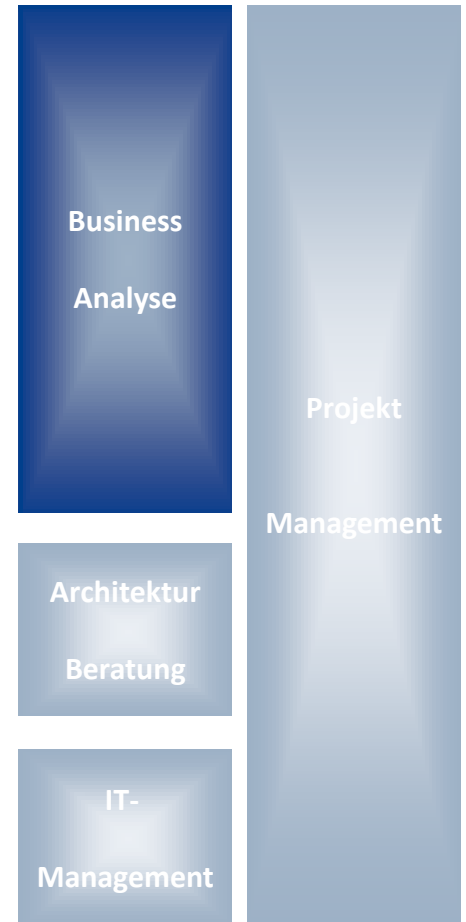 Business
Analyse
Architektur
Beratung
IT-
Management
Projekt
Management